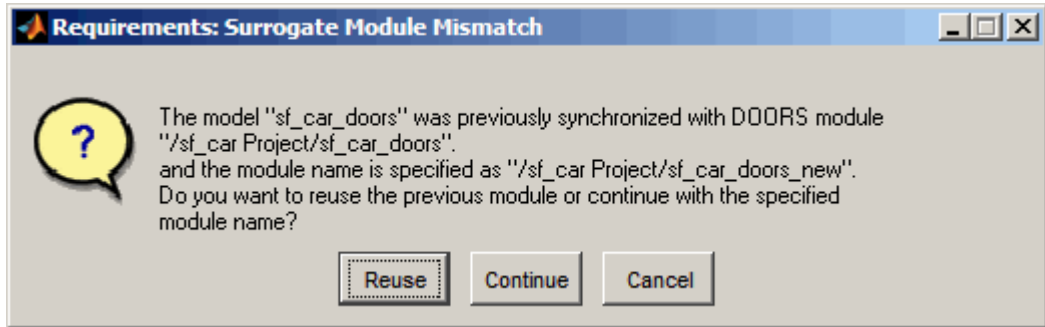 Requirements: Surrogate Module Mismatch
?
The model "sf_car_doors" was previously synchronized with DOORS module
"/sf_car Project/sf_car_doors".
and the module name is specified as "/sf_car Project/sf_car_doors_new".
Do you want to reuse the previous module or continue with the specified
module name?
Reuse Continue Cancel